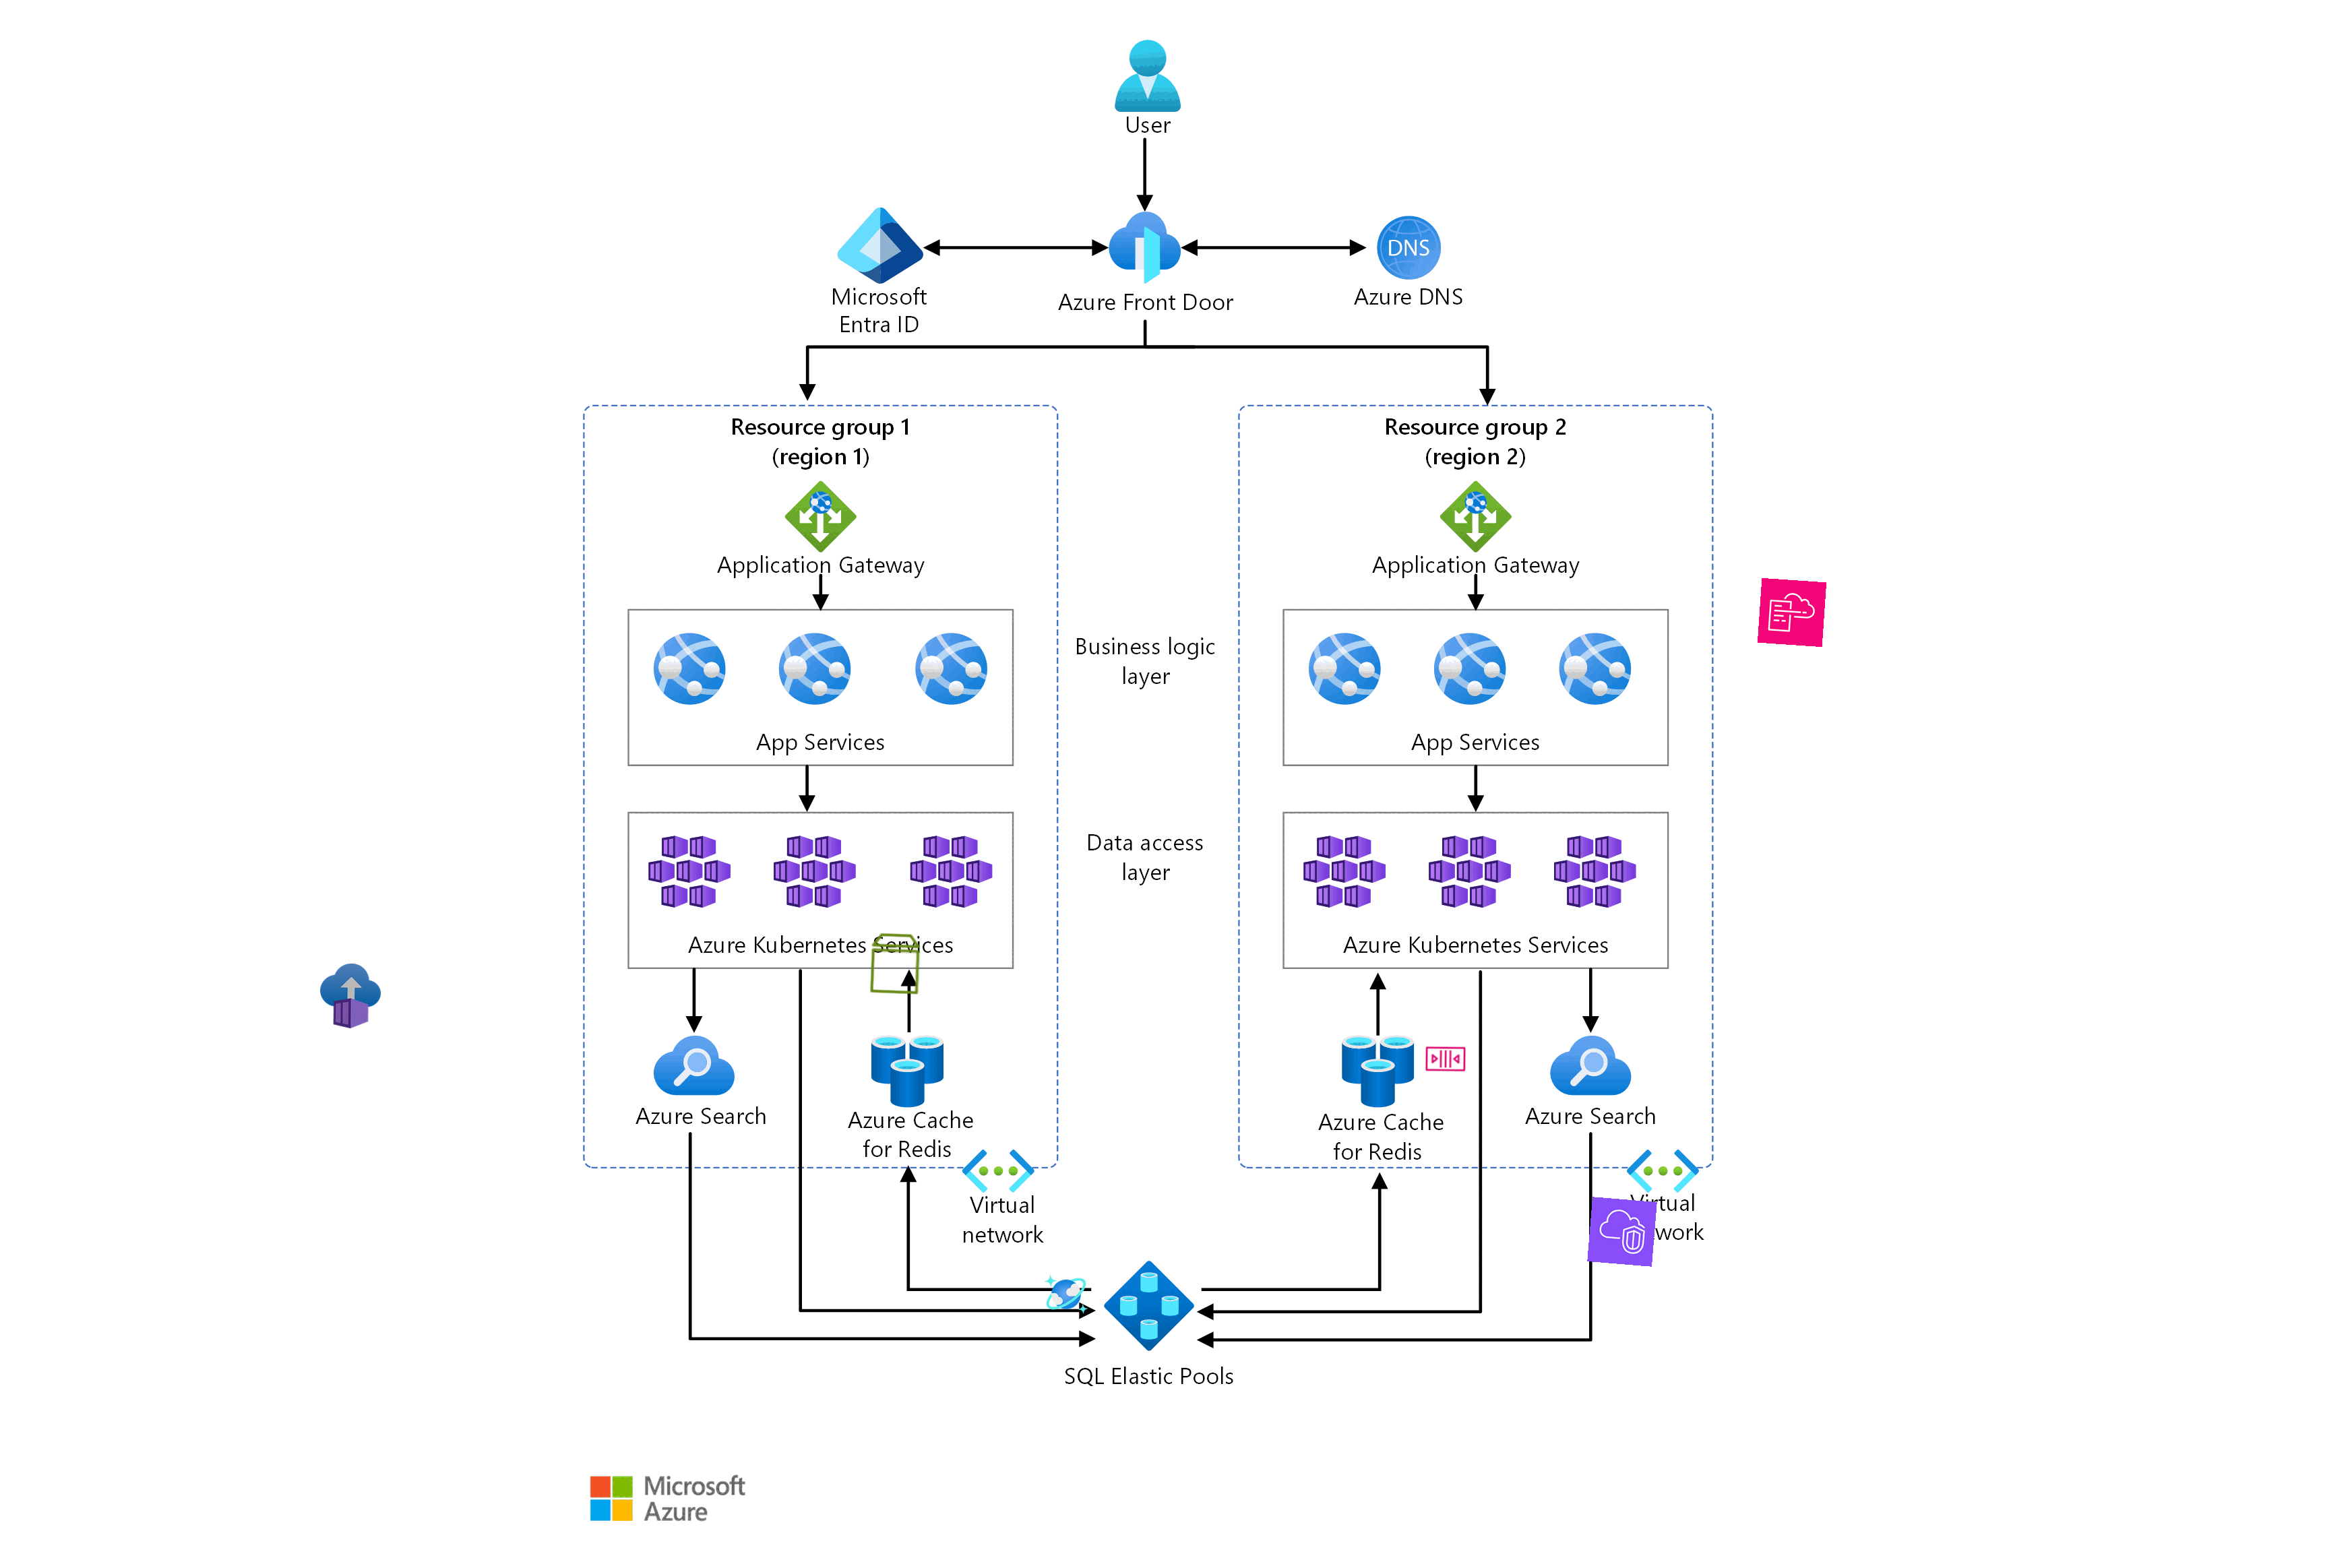 User
DNS
Microsoft
Entra ID
Azure Front Door
Azure DNS
Resource group 1
(region 1)
Resource group 2
(region 2)
Application Gateway
Application Gateway
Business logic
layer
App Services
App Services
Data access
layer
Azure Kubernetes Services
Azure Kubernetes Services
Azure Search
Azure Cache
for Redis
Azure Cache
for Redis
Azure Search
Virtual
network
SQL Elastic Pools
Microsoft
Azure